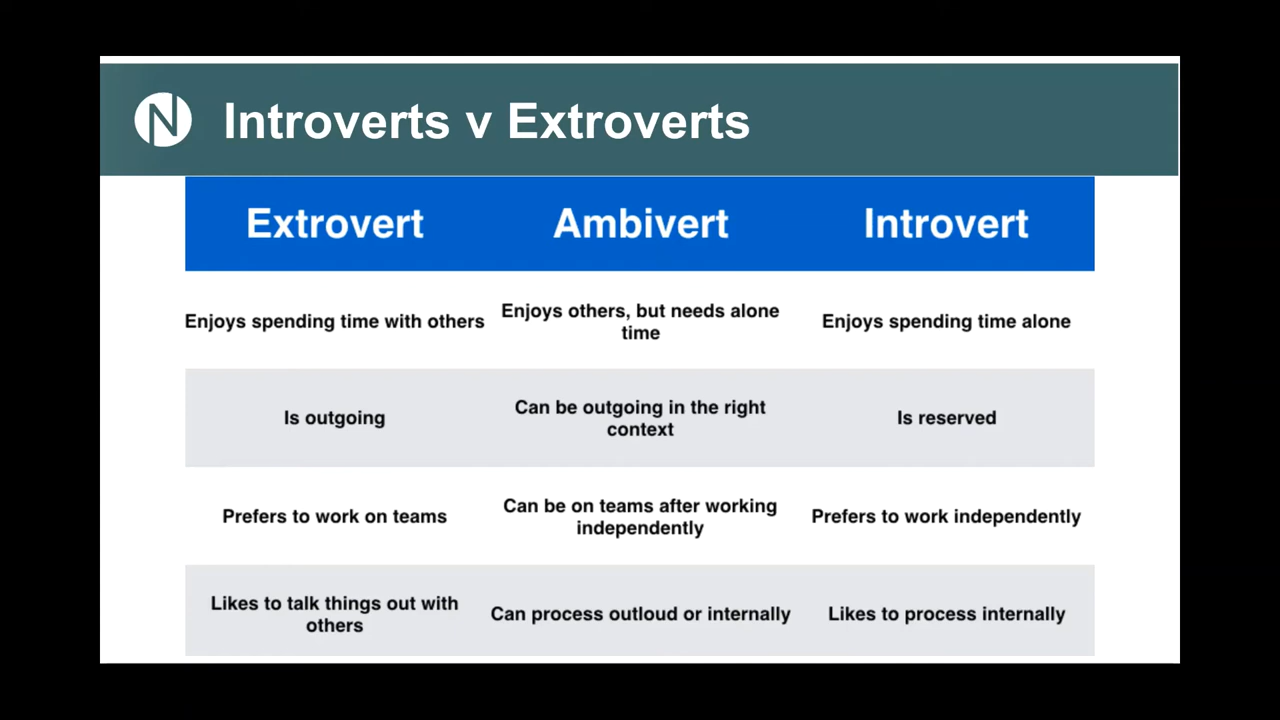 N
Introverts v Extroverts
Extrovert
Ambivert
Introvert
Enjoys spending time with others
Enjoys others, but needs alone
time
Enjoys spending time alone
Is outgoing
Can be outgoing in the right
context
Is reserved
Prefers to work on teams
Can be on teams after working
independently
Prefers to work independently
Likes to talk things out with
others
Can process outloud or internally
Likes to process internally